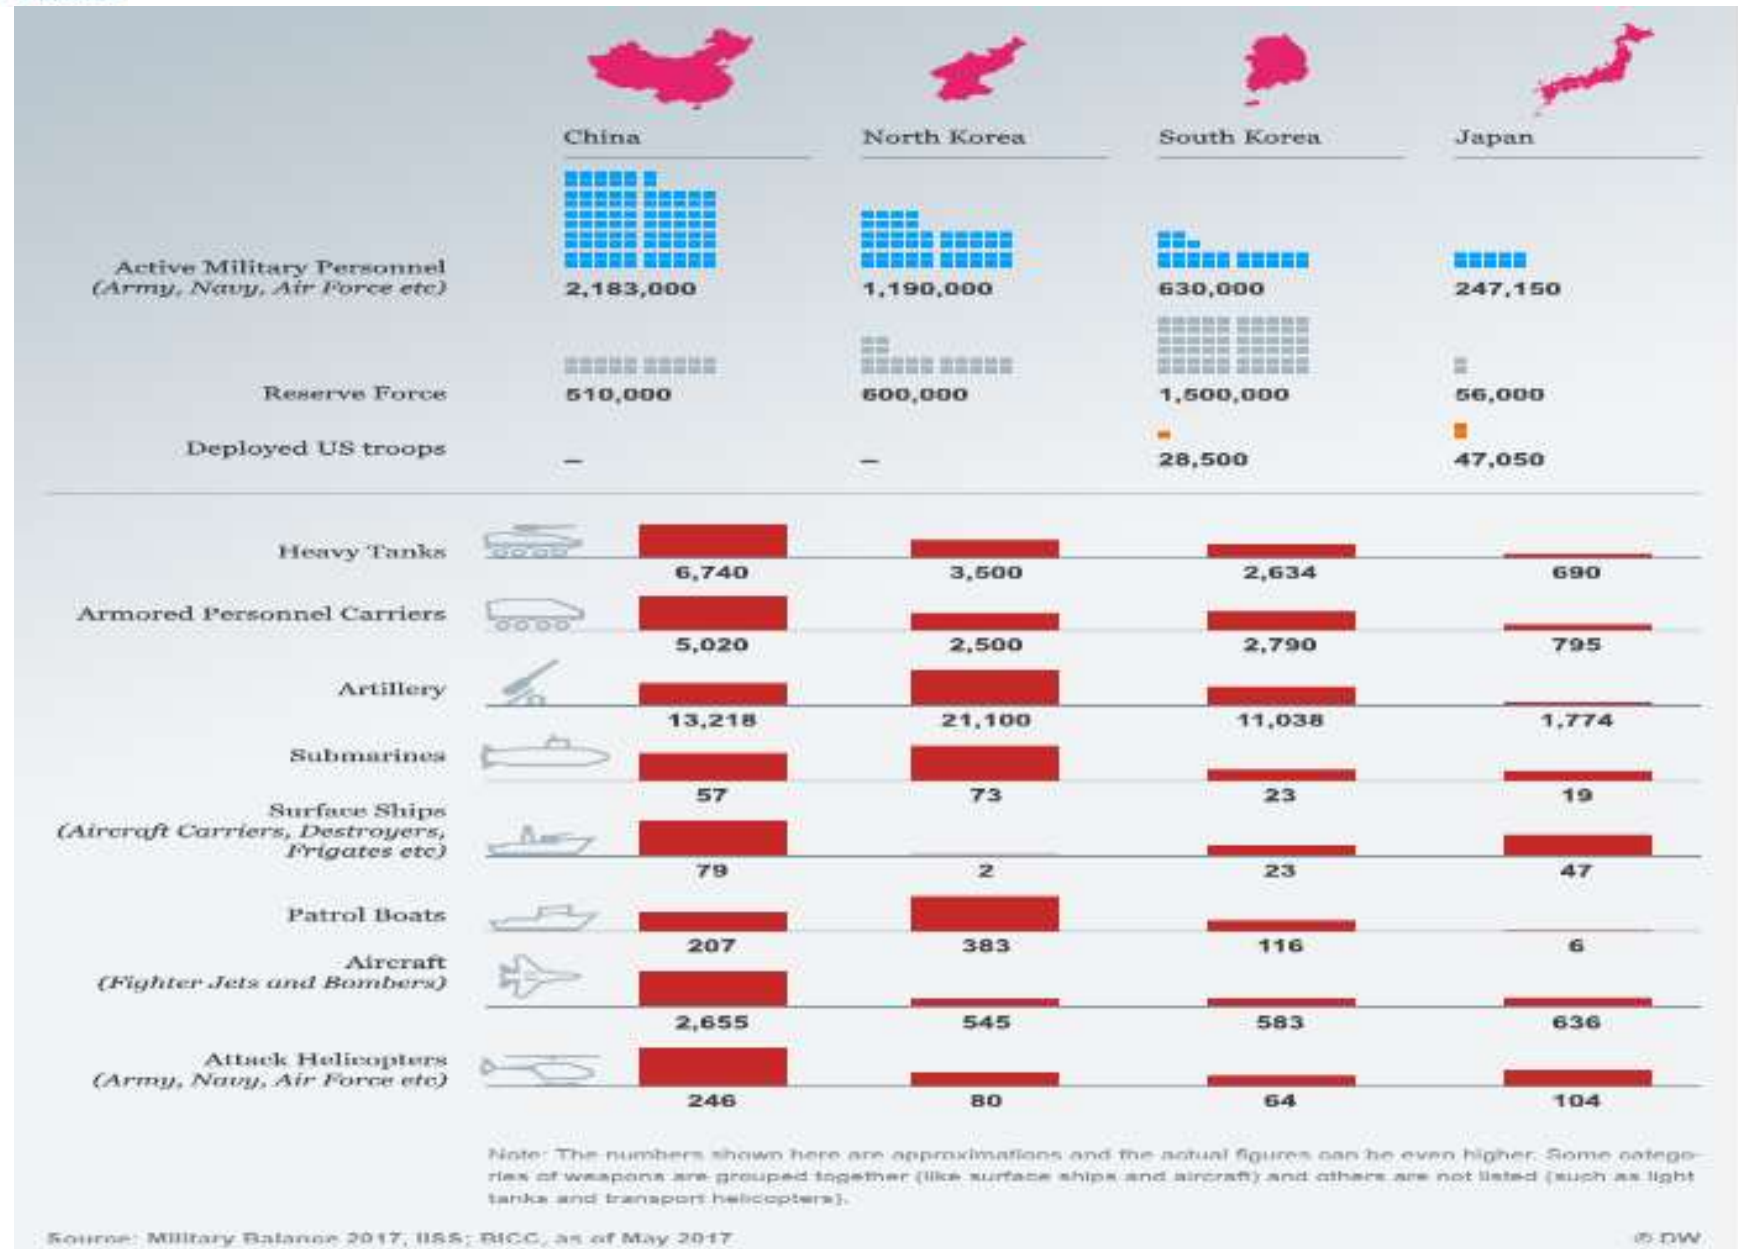 China North Korea South Korea Japan
Active Military Personnel
(Army, Navy, Air Force etc)
2,183,000 1,190,000 630,000 247,150
Reserve Force
510,000 600,000 1,500,000 56,000
Deployed US troops
– – 28,500 47,050
Heavy Tanks
6,740 3,500 2,634 690
Armored Personnel Carriers
5,020 2,500 2,790 795
Artillery
13,218 21,100 11,038 1,774
Submarines
57 73 23 19
Surface Ships
(Aircraft Carriers, Destroyers,
Frigates etc)
79 2 23 47
Patrol Boats
207 383 116 6
Aircraft
(Fighter Jets and Bombers)
2,655 545 583 636
Attack Helicopters
(Army, Navy, Air Force etc)
246 80 64 104
Note: The numbers shown here are approximations and the actual figures can be even higher. Some catego-
ries of weapons are grouped together (like surface ships and aircraft) and others are not listed (such as light
tanks and transport helicopters).
Source: Military Balance 2017, IISS; BICC, as of May 2017
© DW